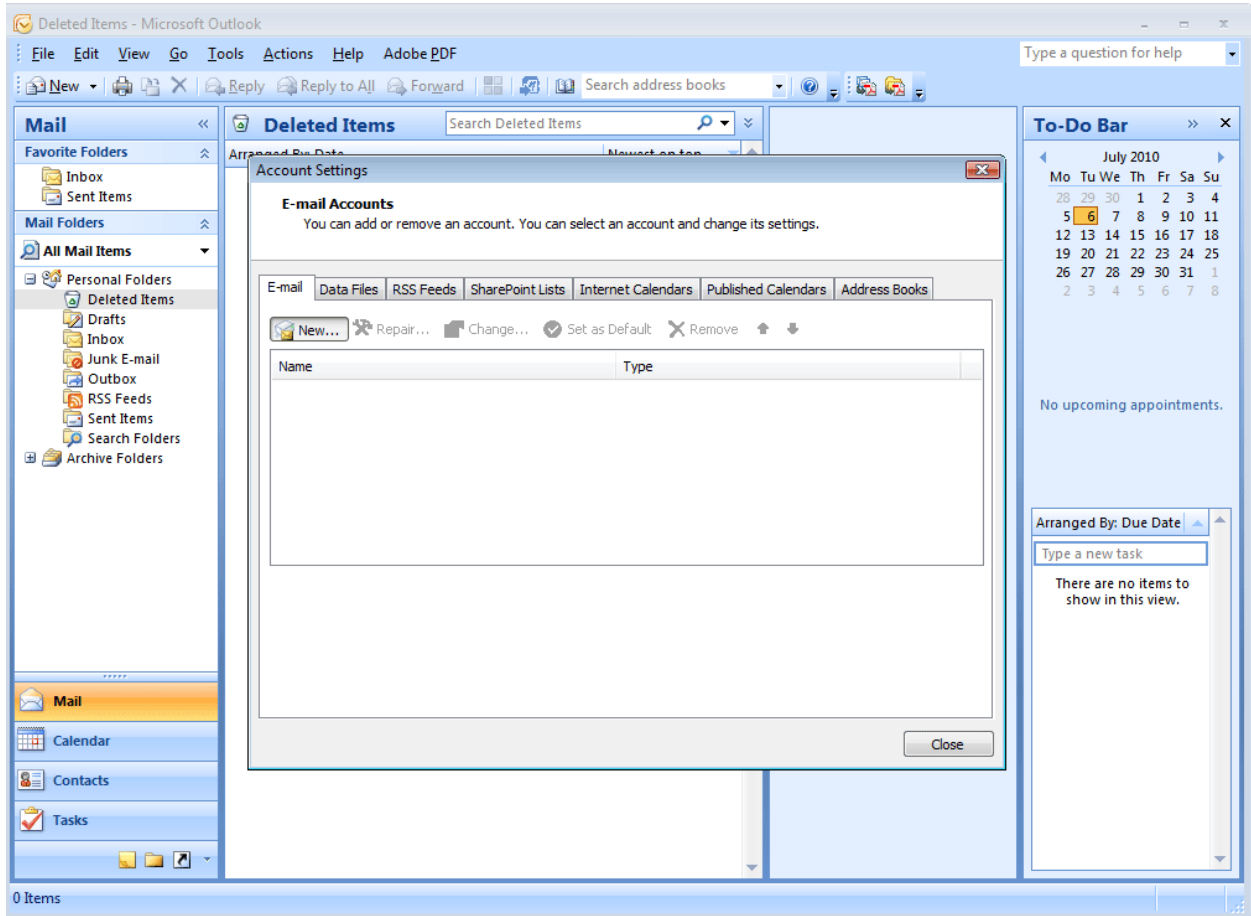 Deleted Items - Microsoft Outlook
File Edit View Go Tools Actions Help Adobe PDF
Type a question for help
New Reply Reply to All Forward Search address books
Mail
Favorite Folders
Inbox
Sent Items
Mail Folders
All Mail Items
Personal Folders
Deleted Items
Drafts
Inbox
Junk E-mail
Outbox
RSS Feeds
Sent Items
Search Folders
Archive Folders
Mail
Calendar
Contacts
Tasks
Deleted Items
Search Deleted Items
Arranged By: Date Newest on top
Account Settings
E-mail Accounts
You can add or remove an account. You can select an account and change its settings.
E-mail Data Files RSS Feeds SharePoint Lists Internet Calendars Published Calendars Address Books
New... Repair... Change... Set as Default Remove
Name Type
Close
To-Do Bar
July 2010
Mo Tu We Th Fr Sa Su
28 29 30 1 2 3 4
5 6 7 8 9 10 11
12 13 14 15 16 17 18
19 20 21 22 23 24 25
26 27 28 29 30 31 1
2 3 4 5 6 7 8
No upcoming appointments.
Arranged By: Due Date
Type a new task
There are no items to
show in this view.
0 Items